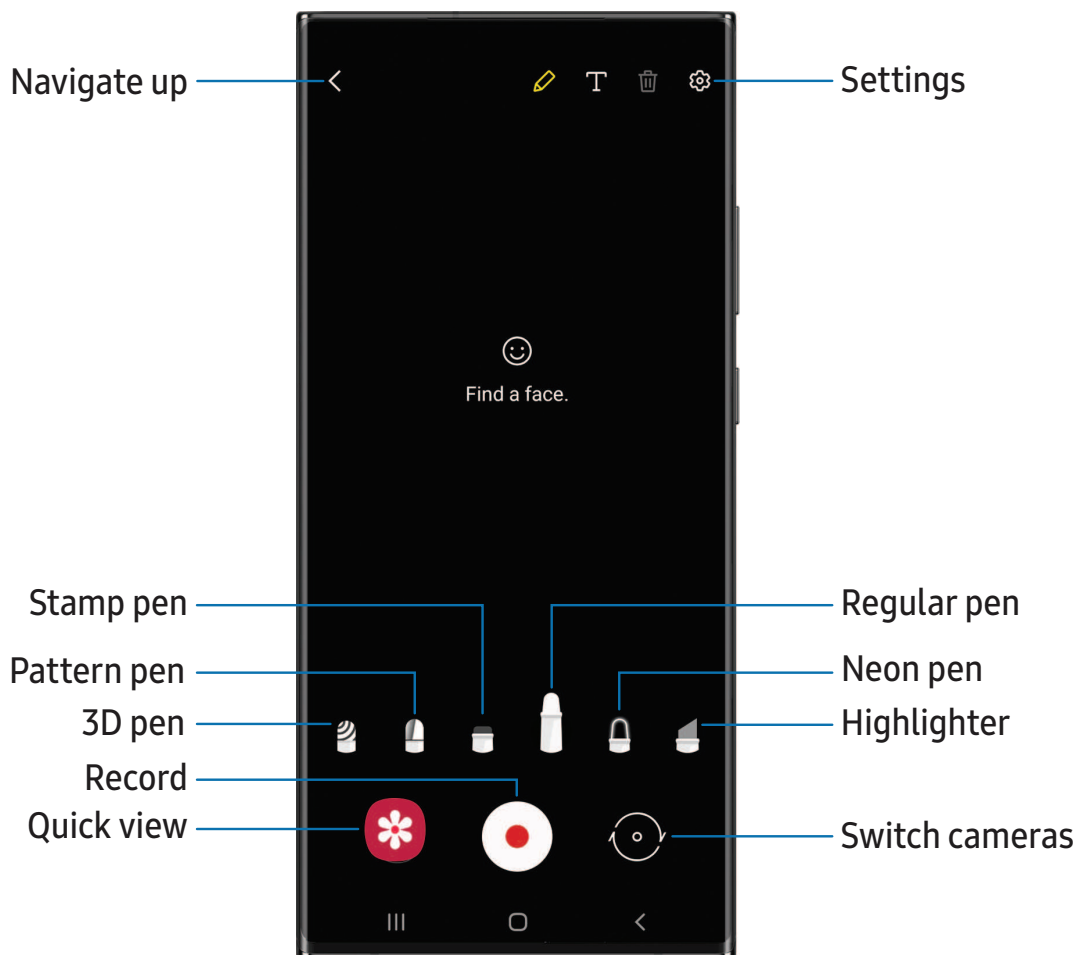 Navigate up
Settings
T
Find a face.
Stamp pen
Regular pen
Pattern pen
Neon pen
3D pen
Highlighter
Record
Quick view
Switch cameras